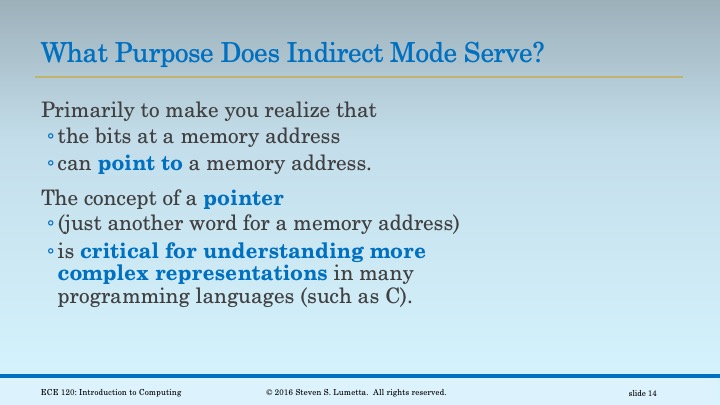 What Purpose Does Indirect Mode Serve?
Primarily to make you realize that
◦the bits at a memory address
◦can point to a memory address.
The concept of a pointer
◦(just another word for a memory address)
◦is critical for understanding more
complex representations in many
programming languages (such as C).
ECE 120: Introduction to Computing © 2016 Steven S. Lumetta. All rights reserved. slide 14